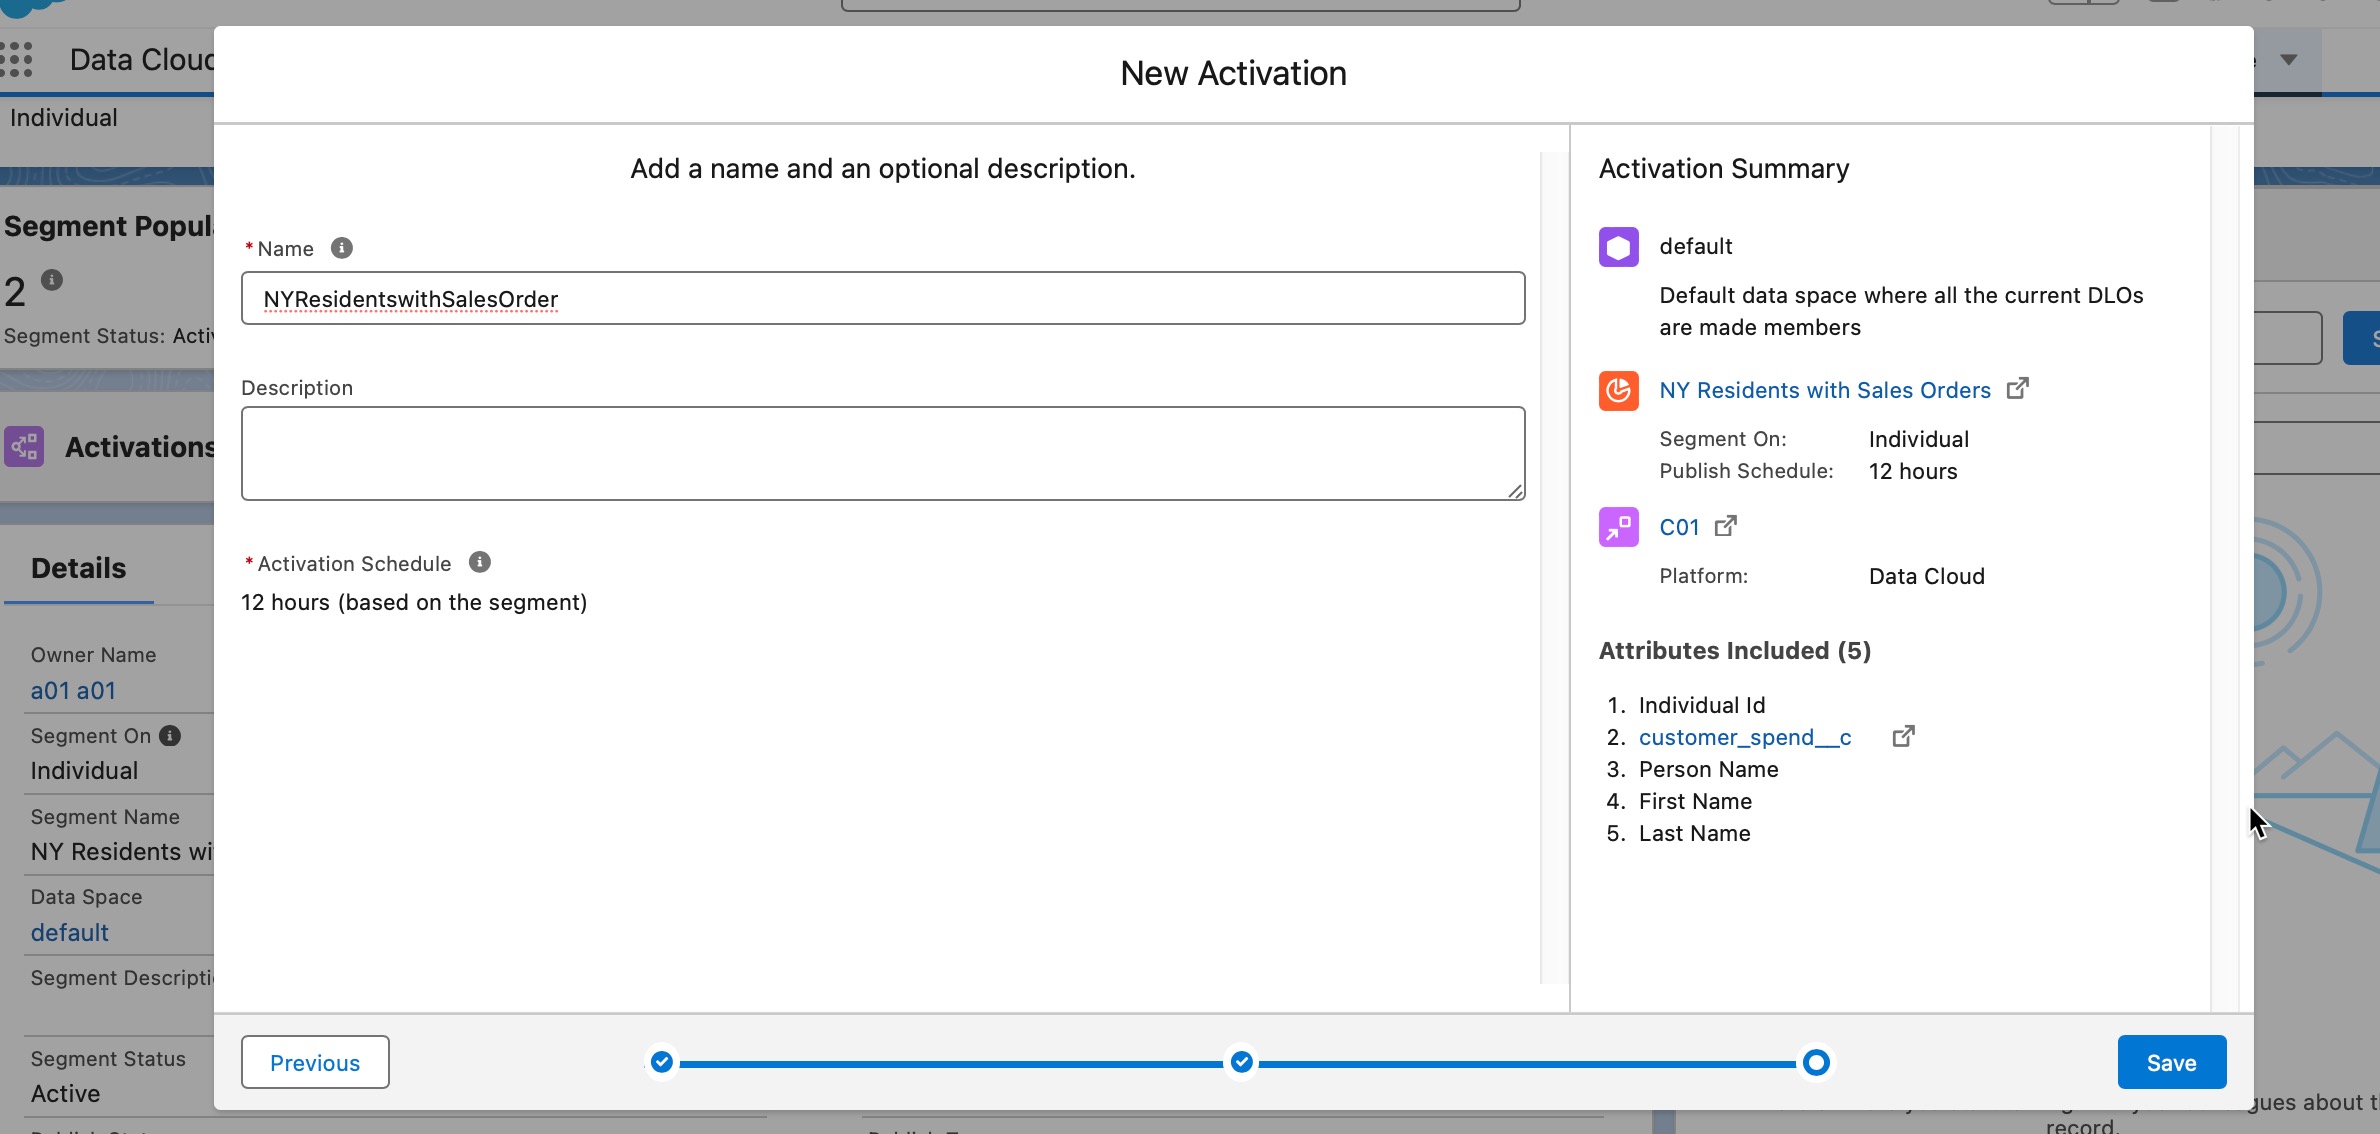 Data Cloud
Individual
Segment Popul
2
Segment Status: Activ
Activations
Details
Owner Name
a01 a01
Segment On
Individual
Segment Name
NY Residents wi
Data Space
default
Segment Descripti
Segment Status
Active
New Activation
Add a name and an optional description.
* Name
NYResidentswithSalesOrder
Description
* Activation Schedule
12 hours (based on the segment)
Activation Summary
default
Default data space where all the current DLOs
are made members
NY Residents with Sales Orders
Segment On: Individual
Publish Schedule: 12 hours
C01
Platform: Data Cloud
Attributes Included (5)
1. Individual Id
2. customer_spend__c
3. Person Name
4. First Name
5. Last Name
Previous
Save
gues about t
record.